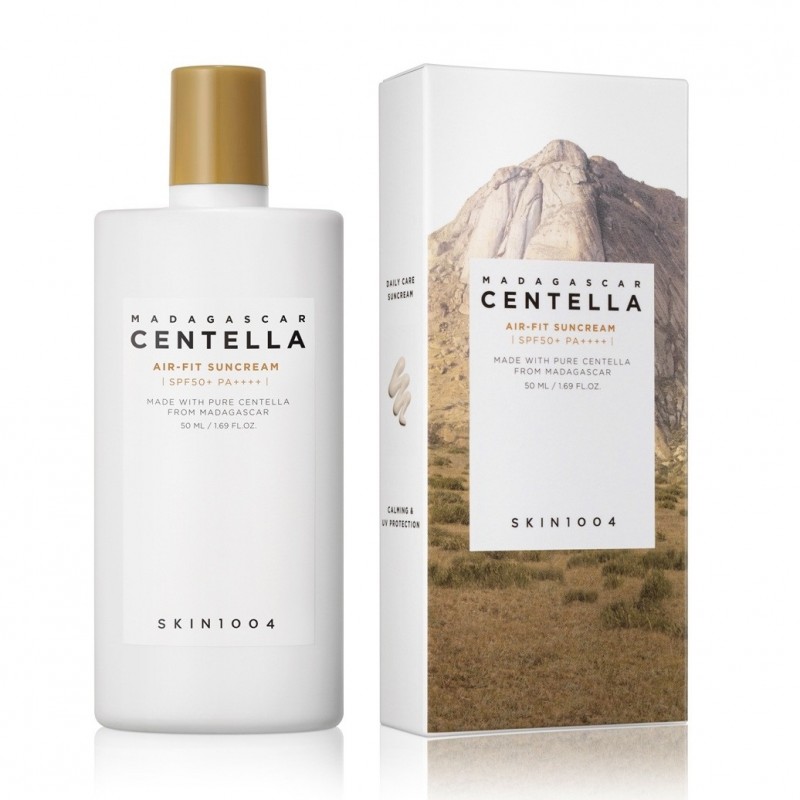 MADAGASCAR
CENTELLA
AIR-FIT SUNCREAM
| SPF50+ PA++++ |
MADE WITH PURE CENTELLA
FROM MADAGASCAR
50 ML / 1.69 FL.OZ.
SKIN1004
DAILY CARE
SUNCREAM
CALMING &
UV PROTECTION
MADAGASCAR
CENTELLA
AIR-FIT SUNCREAM
| SPF50+ PA++++ |
MADE WITH PURE CENTELLA
FROM MADAGASCAR
50 ML / 1.69 FL.OZ.
SKIN1004